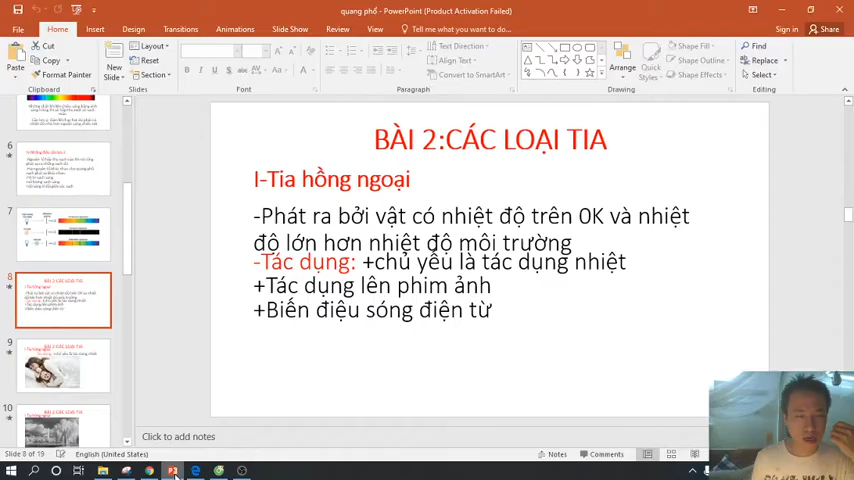 quang phổ - PowerPoint (Product Activation Failed)
File
Home
Insert
Design
Transitions
Animations
Slide Show
Review
View
Tell me what you want to do...
Sign in
Share
Paste
Cut
Copy
Format Painter
Clipboard
New Slide
Layout
Reset
Section
Slides
Font
Text Direction
Align Text
Convert to SmartArt
Paragraph
Arrange
Quick Styles
Shape Fill
Shape Outline
Shape Effects
Drawing
Find
Replace
Select
Editing
6
7
8
9
10
BÀI 2:CÁC LOẠI TIA
I-Tia hồng ngoại
-Phát ra bởi vật có nhiệt độ trên 0K và nhiệt
độ lớn hơn nhiệt độ môi trường
-Tác dụng: +chủ yếu là tác dụng nhiệt
+Tác dụng lên phim ảnh
+Biến điệu sóng điện từ
Click to add notes
Slide 8 of 19
English (United States)
Notes
Comments